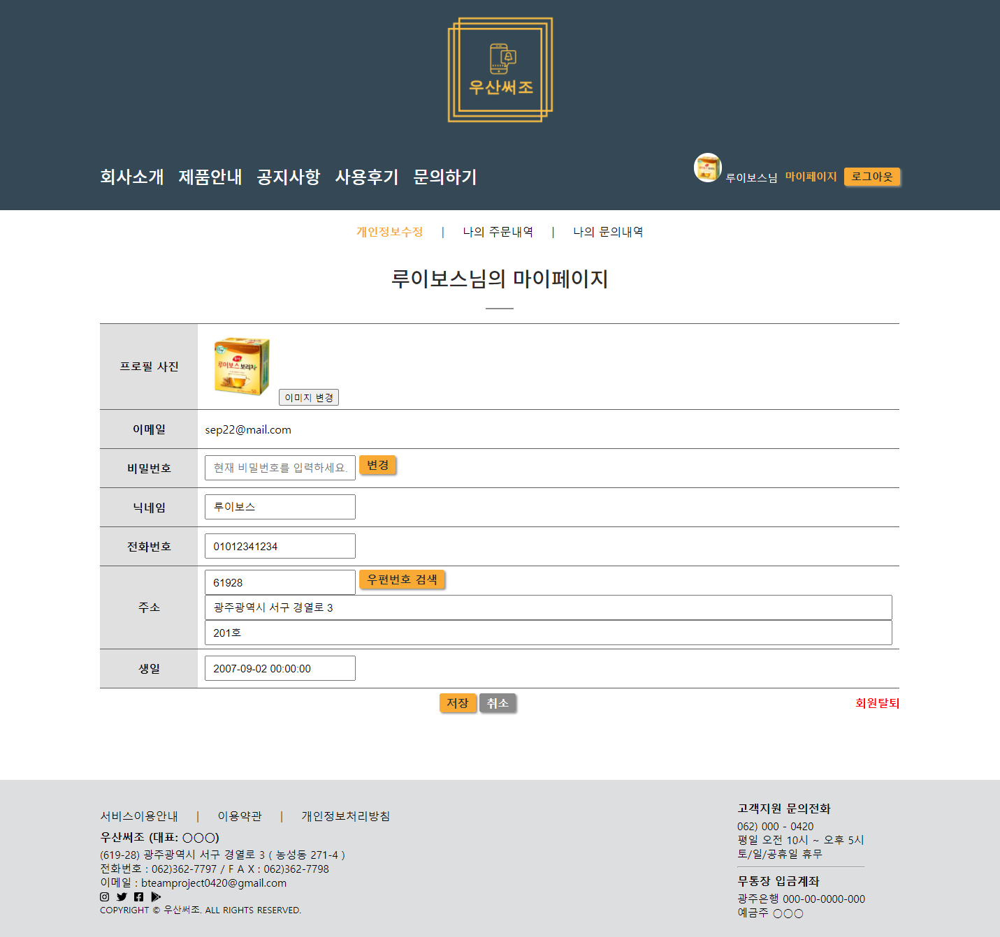 우산써조
회사소개 제품안내 공지사항 사용후기 문의하기
루이보스님 마이페이지 로그아웃
개인정보수정 | 나의 주문내역 | 나의 문의내역
루이보스님의 마이페이지
프로필 사진
루이보스보리차
이미지 변경
이메일 sep22@mail.com
비밀번호 현재 비밀번호를 입력하세요. 변경
닉네임 루이보스
전화번호 01012341234
주소
61928 우편번호 검색
광주광역시 서구 경열로 3
201호
생일 2007-09-02 00:00:00
저장 취소 회원탈퇴
서비스이용안내 | 이용약관 | 개인정보처리방침
우산써조 (대표: ○○○)
(619-28) 광주광역시 서구 경열로 3 ( 농성동 271-4 )
전화번호 : 062)362-7797 / F A X : 062)362-7798
이메일 : bteamproject0420@gmail.com
COPYRIGHT © 우산써조. ALL RIGHTS RESERVED.
고객지원 문의전화
062) 000 - 0420
평일 오전 10시 ~ 오후 5시
토/일/공휴일 휴무
무통장 입금계좌
광주은행 000-00-0000-000
예금주 ○○○